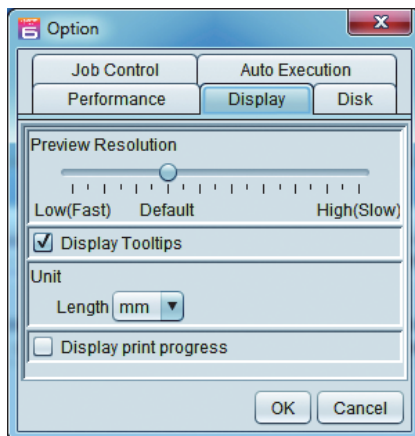 6 Option
Job Control Auto Execution
Performance Display Disk
Preview Resolution
Low(Fast) Default High(Slow)
Display Tooltips
Unit
Length mm
Display print progress
OK Cancel